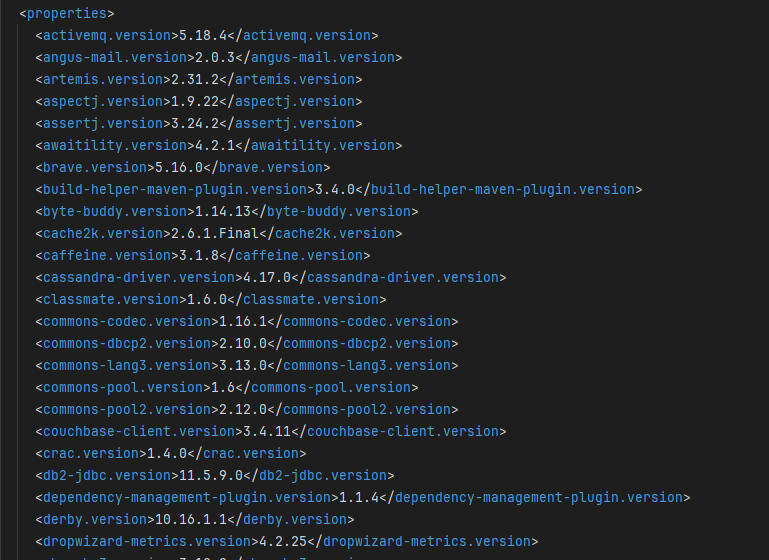 <properties>
<activemq.version>5.18.4</activemq.version>
<angus-mail.version>2.0.3</angus-mail.version>
<artemis.version>2.31.2</artemis.version>
<aspectj.version>1.9.22</aspectj.version>
<assertj.version>3.24.2</assertj.version>
<awaitility.version>4.2.1</awaitility.version>
<brave.version>5.16.0</brave.version>
<build-helper-maven-plugin.version>3.4.0</build-helper-maven-plugin.version>
<byte-buddy.version>1.14.13</byte-buddy.version>
<cache2k.version>2.6.1.Final</cache2k.version>
<caffeine.version>3.1.8</caffeine.version>
<cassandra-driver.version>4.17.0</cassandra-driver.version>
<classmate.version>1.6.0</classmate.version>
<commons-codec.version>1.16.1</commons-codec.version>
<commons-dbcp2.version>2.10.0</commons-dbcp2.version>
<commons-lang3.version>3.13.0</commons-lang3.version>
<commons-pool.version>1.6</commons-pool.version>
<commons-pool2.version>2.12.0</commons-pool2.version>
<couchbase-client.version>3.4.11</couchbase-client.version>
<crac.version>1.4.0</crac.version>
<db2-jdbc.version>11.5.9.0</db2-jdbc.version>
<dependency-management-plugin.version>1.1.4</dependency-management-plugin.version>
<derby.version>10.16.1.1</derby.version>
<dropwizard-metrics.version>4.2.25</dropwizard-metrics.version>